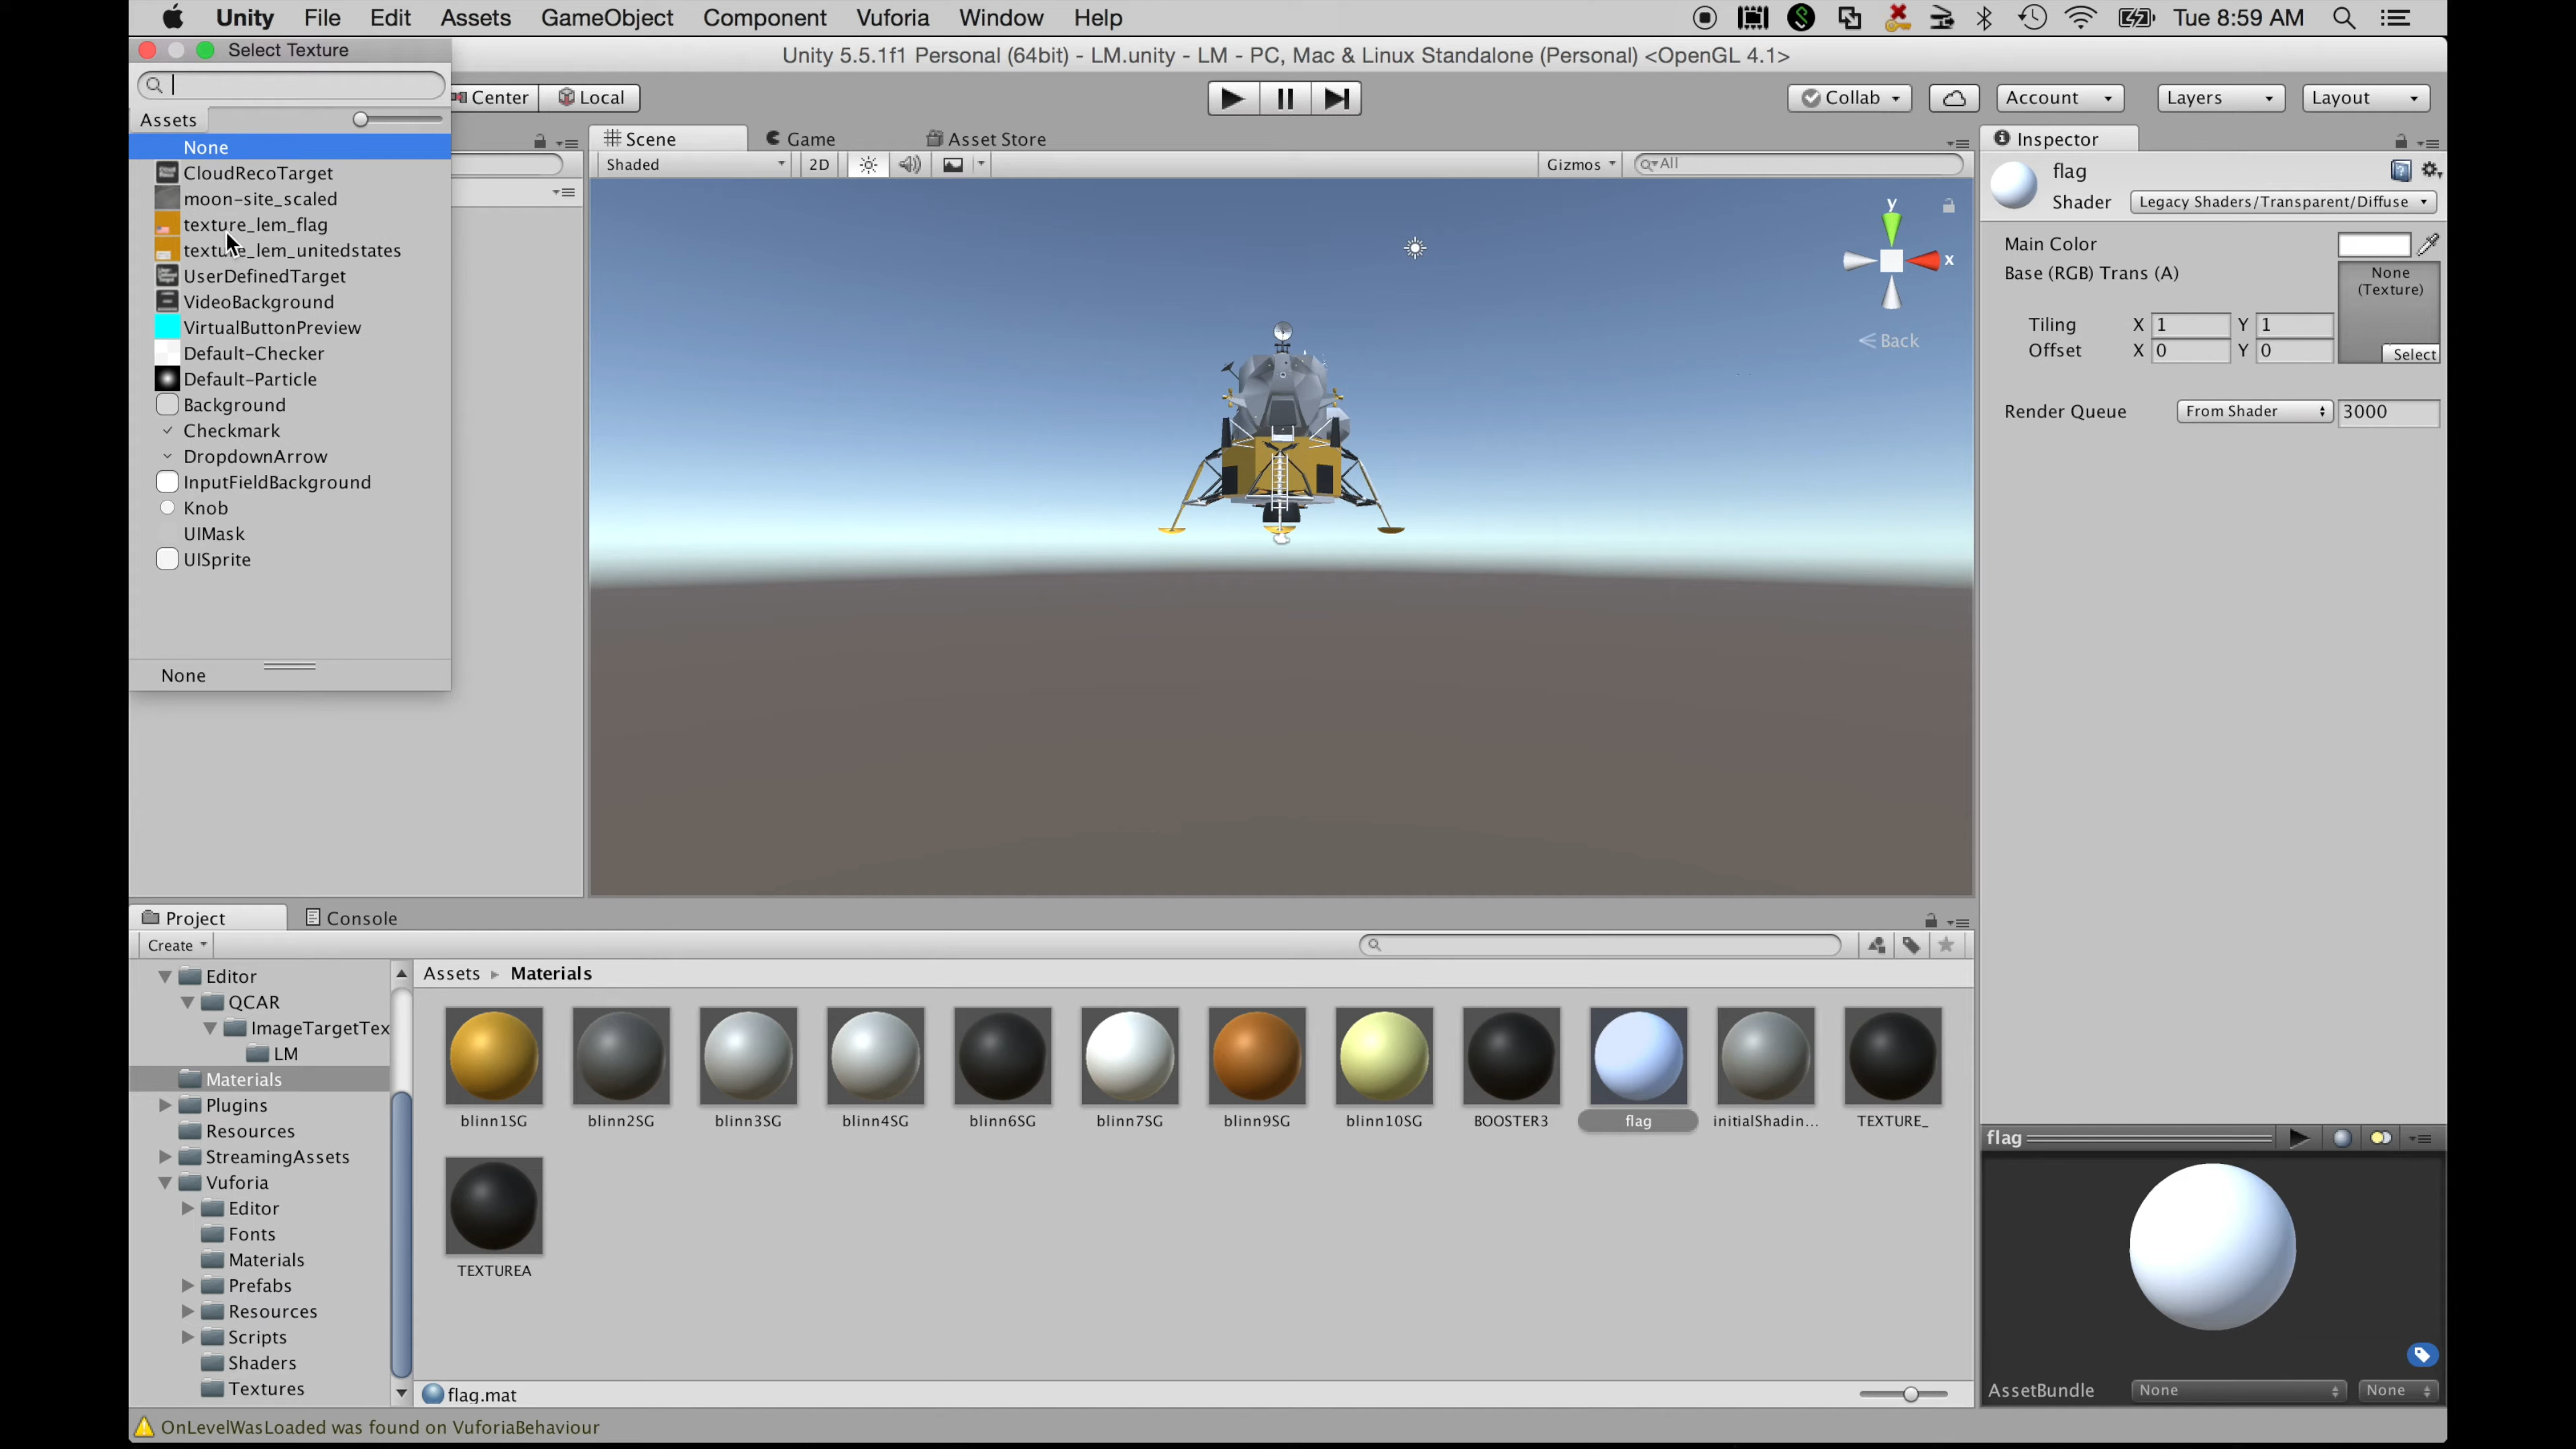 Unity File Edit Assets GameObject Component Vuforia Window Help Tue 8:59 AM
Select Texture
Unity 5.5.1f1 Personal (64bit) - LM.unity - LM - PC, Mac & Linux Standalone (Personal) <OpenGL 4.1>
Center Local Collab Account Layers Layout
Assets
None
CloudRecoTarget
moon-site_scaled
texture_lem_flag
texture_lem_unitedstates
UserDefinedTarget
VideoBackground
VirtualButtonPreview
Default-Checker
Default-Particle
Background
Checkmark
DropdownArrow
InputFieldBackground
Knob
UIMask
UISprite
None
Scene Game Asset Store
Shaded 2D Gizmos All
y
x
Back
Inspector
flag
Shader Legacy Shaders/Transparent/Diffuse
Main Color
Base (RGB) Trans (A)
None
(Texture)
Tiling X 1 Y 1
Offset X 0 Y 0
Select
Render Queue From Shader 3000
Project Console
Create
Editor
QCAR
ImageTargetTex
LM
Materials
Plugins
Resources
StreamingAssets
Vuforia
Editor
Fonts
Materials
Prefabs
Resources
Scripts
Shaders
Textures
Assets Materials
blinn1SG blinn2SG blinn3SG blinn4SG blinn6SG blinn7SG blinn9SG blinn10SG BOOSTER3 flag initialShadin... TEXTURE_
TEXTUREA
flag.mat
flag
AssetBundle None None
OnLevelWasLoaded was found on VuforiaBehaviour